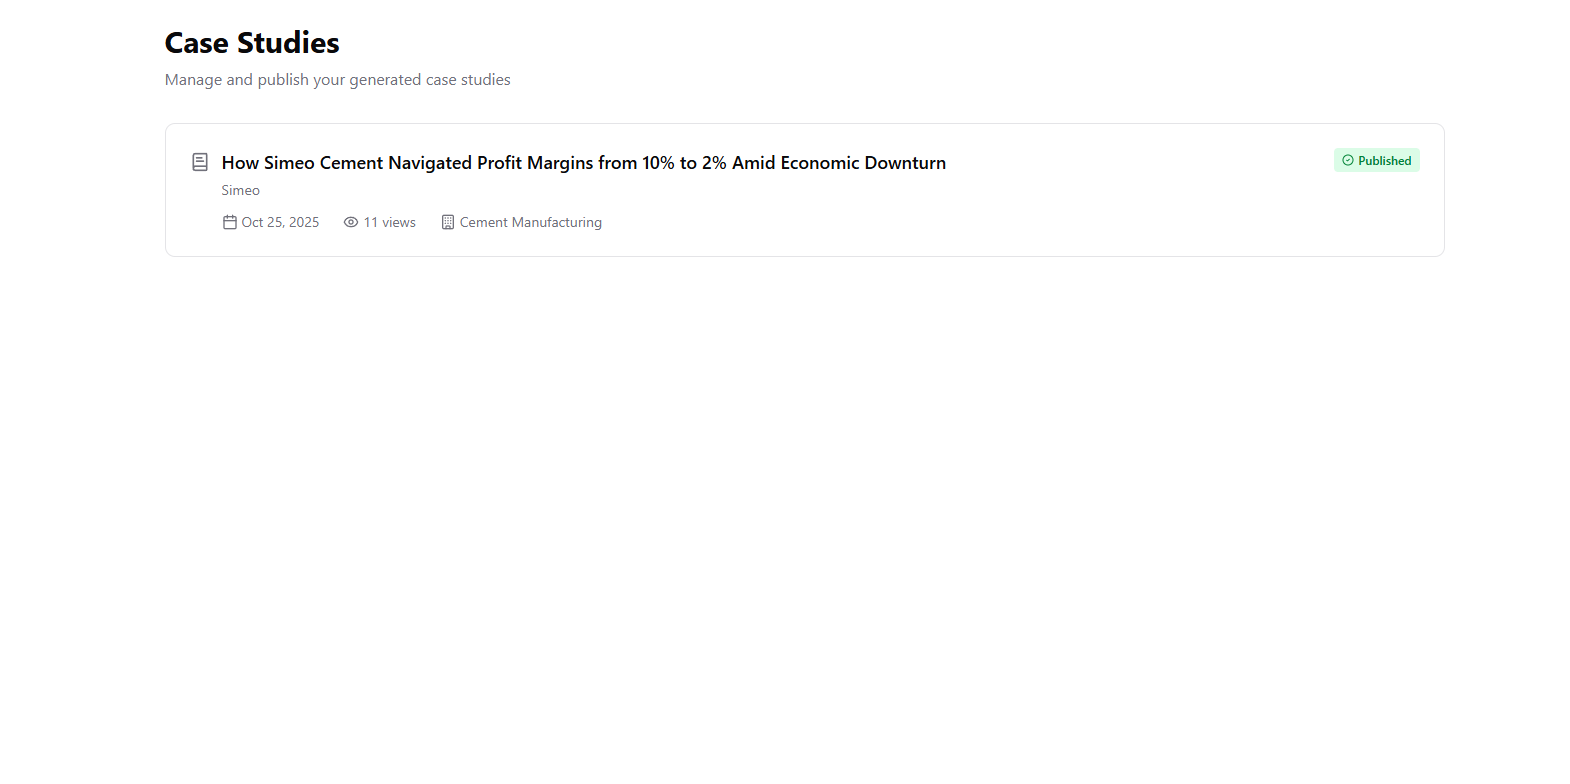 Case Studies
Manage and publish your generated case studies
How Simeo Cement Navigated Profit Margins from 10% to 2% Amid Economic Downturn
Published
Simeo
Oct 25, 2025 11 views Cement Manufacturing